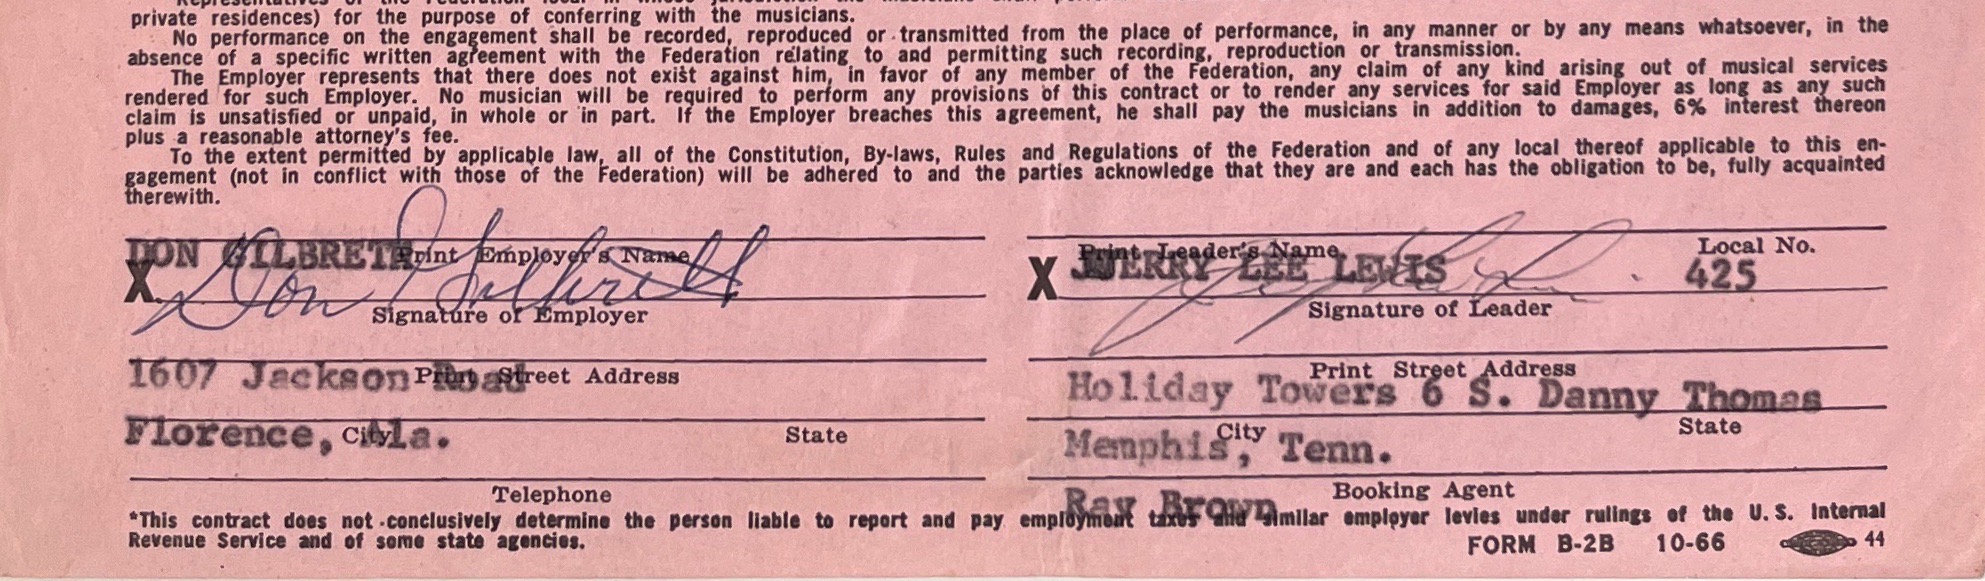 private residences) for the purpose of conferring with the musicians.
No performance on the engagement shall be recorded, reproduced or transmitted from the place of performance, in any manner or by any means whatsoever, in the
absence of a specific written agreement with the Federation relating to and permitting such recording, reproduction or transmission.
The Employer represents that there does not exist against him, in favor of any member of the Federation, any claim of any kind arising out of musical services
rendered for such Employer. No musician will be required to perform any provisions of this contract or to render any services for said Employer as long as any such
claim is unsatisfied or unpaid, in whole or in part. If the Employer breaches this agreement, he shall pay the musicians in addition to damages, 6% interest thereon
plus a reasonable attorney's fee.
To the extent permitted by applicable law, all of the Constitution, By-laws, Rules and Regulations of the Federation and of any local thereof applicable to this en-
gagement (not in conflict with those of the Federation) will be adhered to and the parties acknowledge that they are and each has the obligation to be, fully acquainted
therewith.
DON GILBRETH
Print Employer's Name
X Don Gilbreth
Signature of Employer
1607 Jackson Road
Print Street Address
Florence, Ala.
City State
Telephone
Print Leader's Name Local No.
X JERRY LEE LEWIS 425
Signature of Leader
Print Street Address
Holiday Towers 6 S. Danny Thomas
City State
Memphis, Tenn.
Booking Agent
Ray Brown
*This contract does not conclusively determine the person liable to report and pay employment taxes and similar employer levies under rulings of the U. S. Internal
Revenue Service and of some state agencies.
FORM B-2B 10-66 44